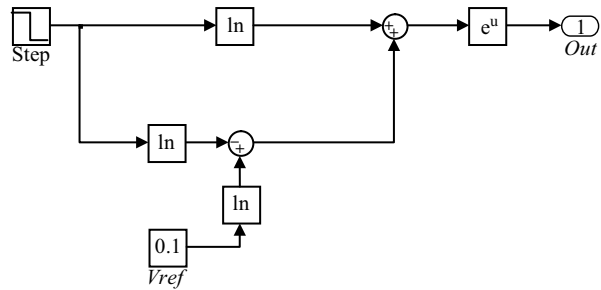 ln
+
+
e^u
1
Step
Out
ln
−
+
ln
0.1
Vref